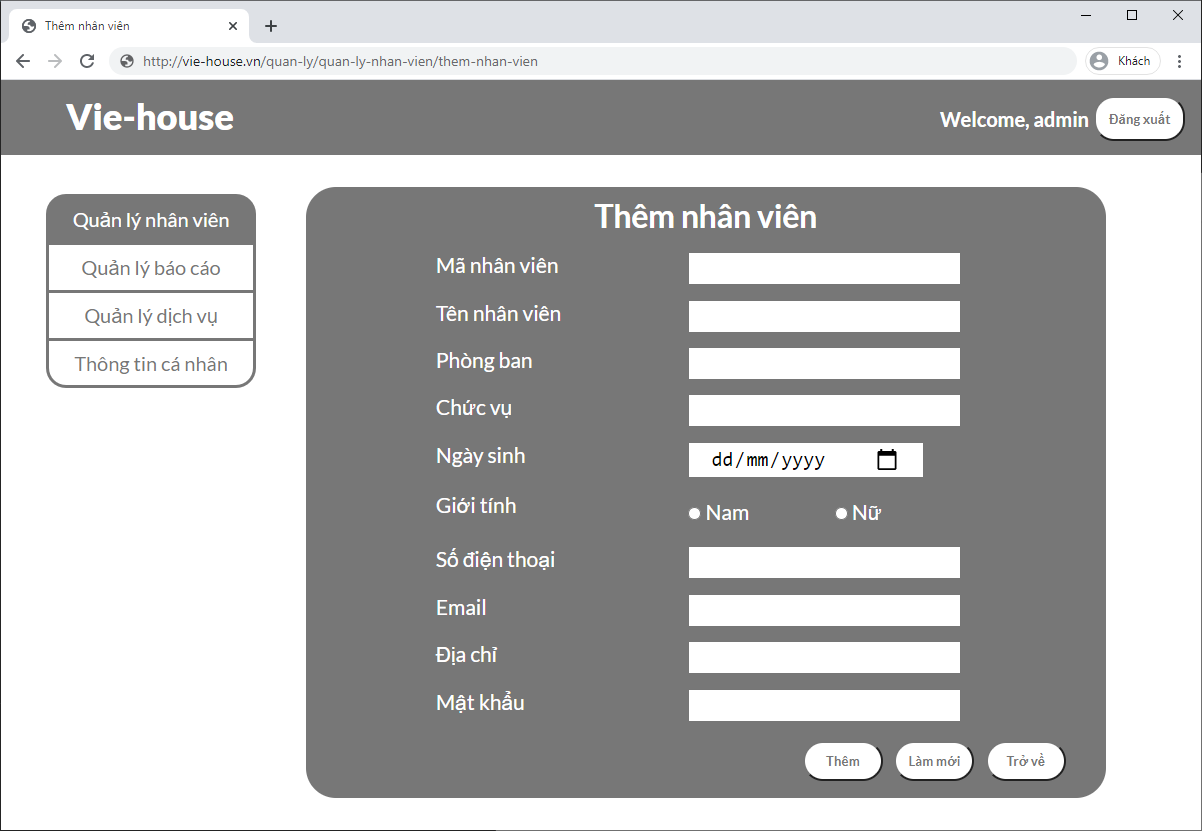 Thêm nhân viên
http://vie-house.vn/quan-ly/quan-ly-nhan-vien/them-nhan-vien
Khách
Vie-house
Welcome, admin
Đăng xuất
Quản lý nhân viên
Quản lý báo cáo
Quản lý dịch vụ
Thông tin cá nhân
Thêm nhân viên
Mã nhân viên
Tên nhân viên
Phòng ban
Chức vụ
Ngày sinh
dd/mm/yyyy
Giới tính
Nam
Nữ
Số điện thoại
Email
Địa chỉ
Mật khẩu
Thêm
Làm mới
Trở về